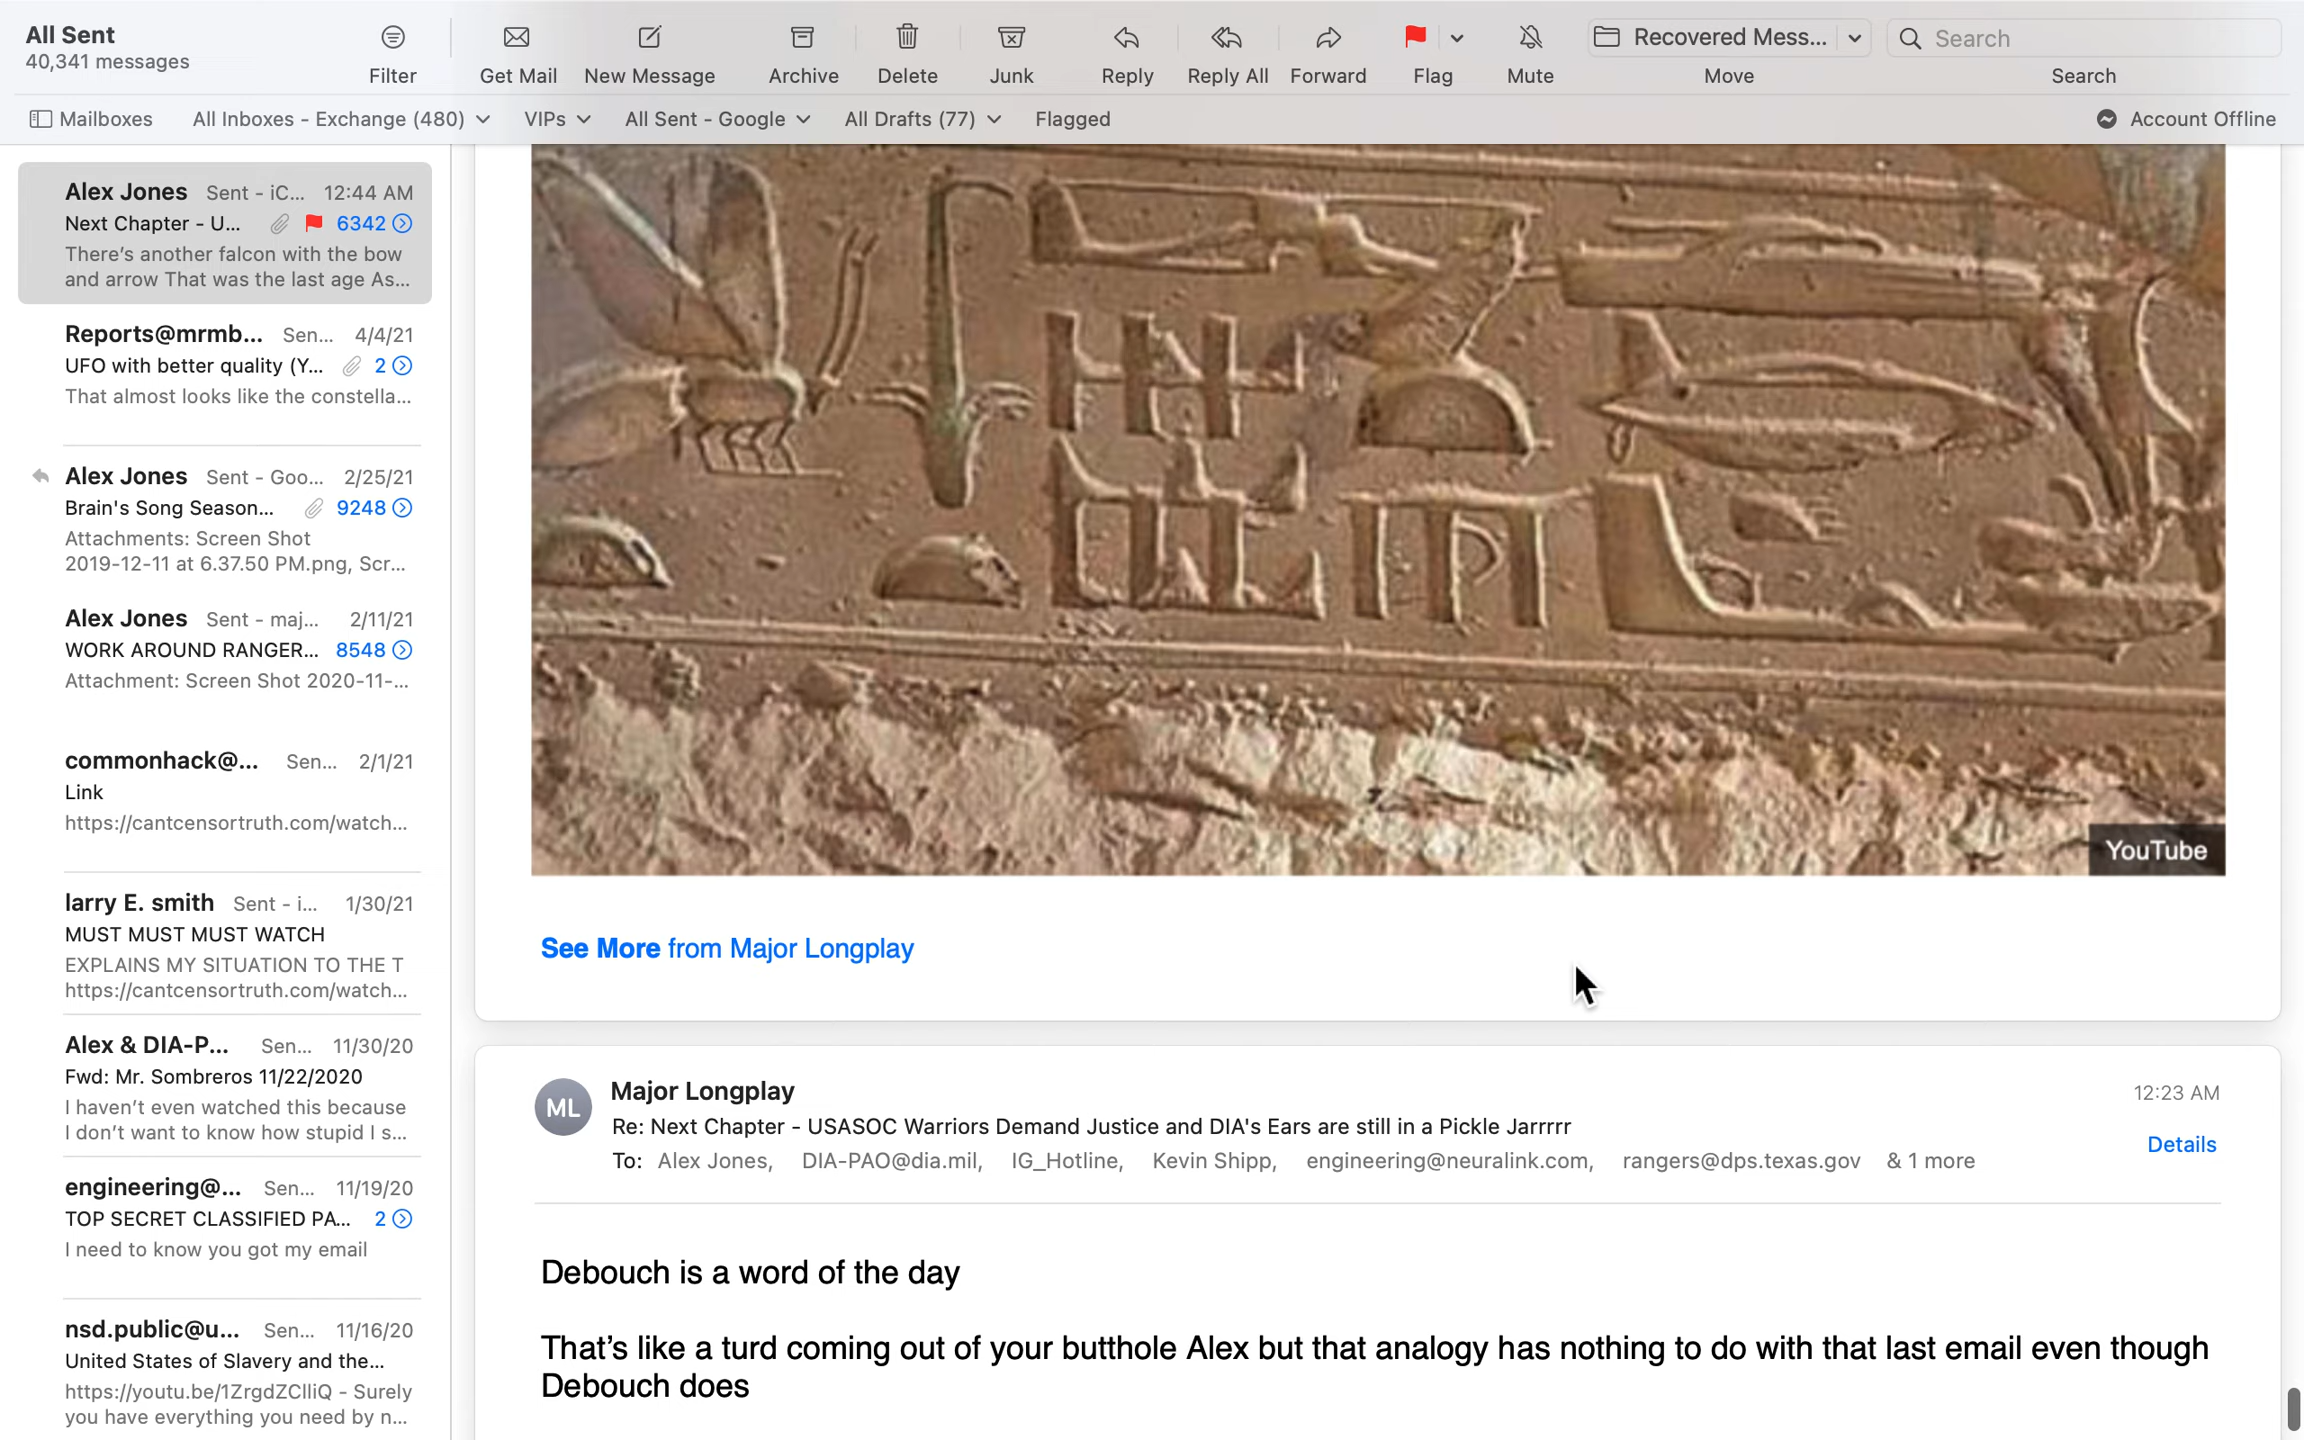 All Sent
40,341 messages
Filter
Get Mail
New Message
Archive
Delete
Junk
Reply
Reply All
Forward
Flag
Mute
Recovered Mess...
Move
Search
Search
Mailboxes
All Inboxes - Exchange (480)
VIPs
All Sent - Google
All Drafts (77)
Flagged
Account Offline
Alex Jones Sent - iC... 12:44 AM
Next Chapter - U... 6342
There's another falcon with the bow
and arrow That was the last age As...
Reports@mrmb... Sen... 4/4/21
UFO with better quality (Y... 2
That almost looks like the constella...
Alex Jones Sent - Goo... 2/25/21
Brain's Song Season... 9248
Attachments: Screen Shot
2019-12-11 at 6.37.50 PM.png, Scr...
Alex Jones Sent - maj... 2/11/21
WORK AROUND RANGER... 8548
Attachment: Screen Shot 2020-11-...
commonhack@... Sen... 2/1/21
Link
https://cantcensortruth.com/watch...
larry E. smith Sent - i... 1/30/21
MUST MUST MUST WATCH
EXPLAINS MY SITUATION TO THE T
https://cantcensortruth.com/watch...
Alex & DIA-P... Sen... 11/30/20
Fwd: Mr. Sombreros 11/22/2020
I haven't even watched this because
I don't want to know how stupid I s...
engineering@... Sen... 11/19/20
TOP SECRET CLASSIFIED PA... 2
I need to know you got my email
nsd.public@u... Sen... 11/16/20
United States of Slavery and the...
https://youtu.be/1ZrgdZClliQ - Surely
you have everything you need by n...
YouTube
See More from Major Longplay
ML
Major Longplay
12:23 AM
Re: Next Chapter - USASOC Warriors Demand Justice and DIA's Ears are still in a Pickle Jarrrrr
Details
To: Alex Jones, DIA-PAO@dia.mil, IG_Hotline, Kevin Shipp, engineering@neuralink.com, rangers@dps.texas.gov & 1 more
Debouch is a word of the day
That's like a turd coming out of your butthole Alex but that analogy has nothing to do with that last email even though
Debouch does